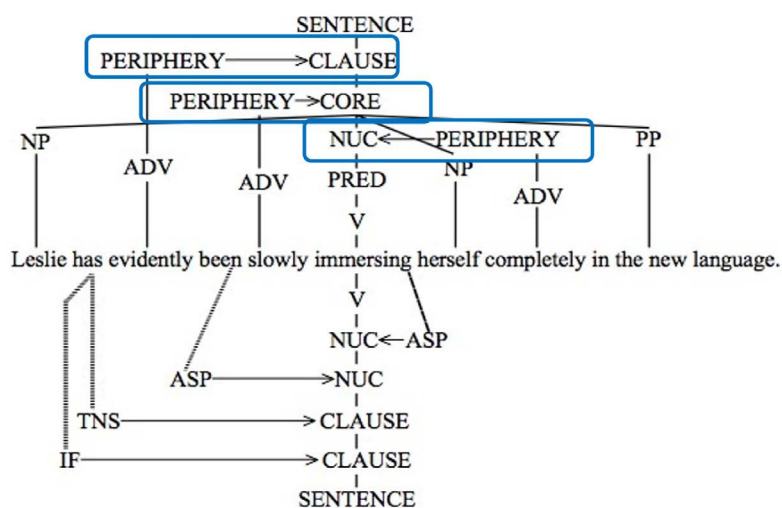 SENTENCE
PERIPHERY CLAUSE
PERIPHERY CORE
NP NUC PERIPHERY PP
ADV ADV PRED NP ADV
V
Leslie has evidently been slowly immersing herself completely in the new language.
V
NUC ASP
ASP NUC
TNS CLAUSE
IF CLAUSE
SENTENCE